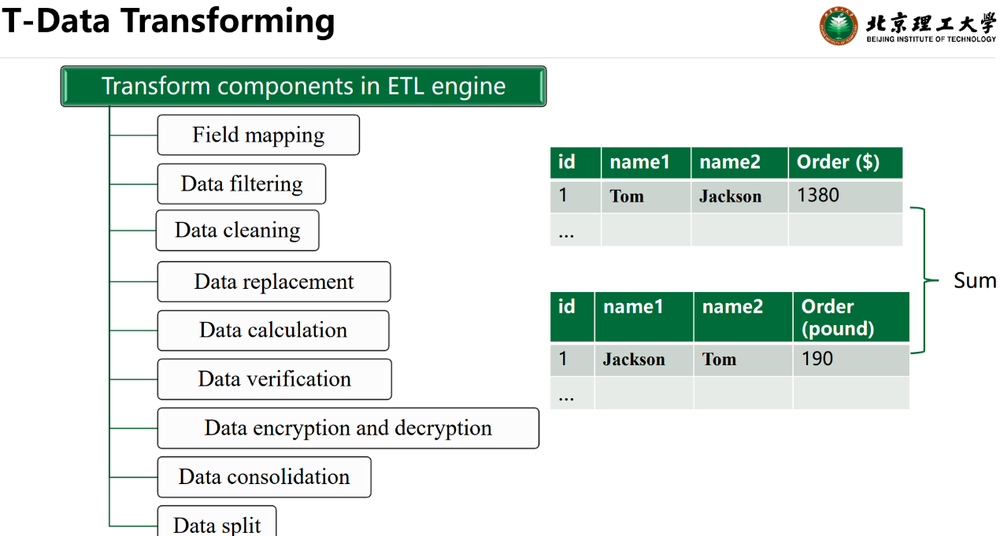 T-Data Transforming
北京理工大学
BEIJING INSTITUTE OF TECHNOLOGY
Transform components in ETL engine
Field mapping
Data filtering
Data cleaning
Data replacement
Data calculation
Data verification
Data encryption and decryption
Data consolidation
Data split
id name1 name2 Order ($)
1 Tom Jackson 1380
...
id name1 name2 Order
(pound)
1 Jackson Tom 190
...
Sum